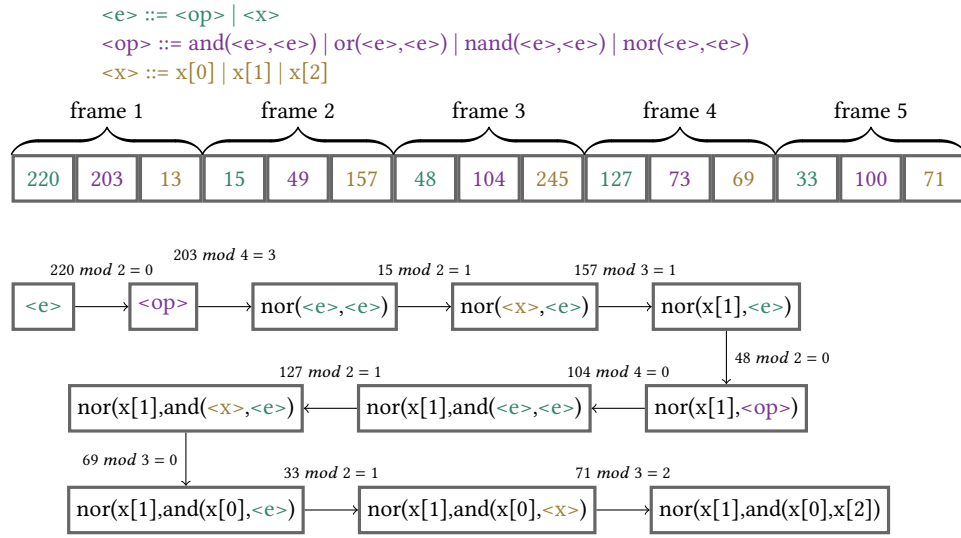 <e> ::= <op> | <x>
<op> ::= and(<e>,<e>) | or(<e>,<e>) | nand(<e>,<e>) | nor(<e>,<e>)
<x> ::= x[0] | x[1] | x[2]
frame 1 frame 2 frame 3 frame 4 frame 5
220 203 13 15 49 157 48 104 245 127 73 69 33 100 71
220 mod 2 = 0 203 mod 4 = 3 15 mod 2 = 1 157 mod 3 = 1
<e> <op> nor(<e>,<e>) nor(<x>,<e>) nor(x[1],<e>)
48 mod 2 = 0
127 mod 2 = 1 104 mod 4 = 0
nor(x[1],and(<x>,<e>) nor(x[1],and(<e>,<e>) nor(x[1],<op>)
69 mod 3 = 0 33 mod 2 = 1 71 mod 3 = 2
nor(x[1],and(x[0],<e>) nor(x[1],and(x[0],<x>) nor(x[1],and(x[0],x[2])